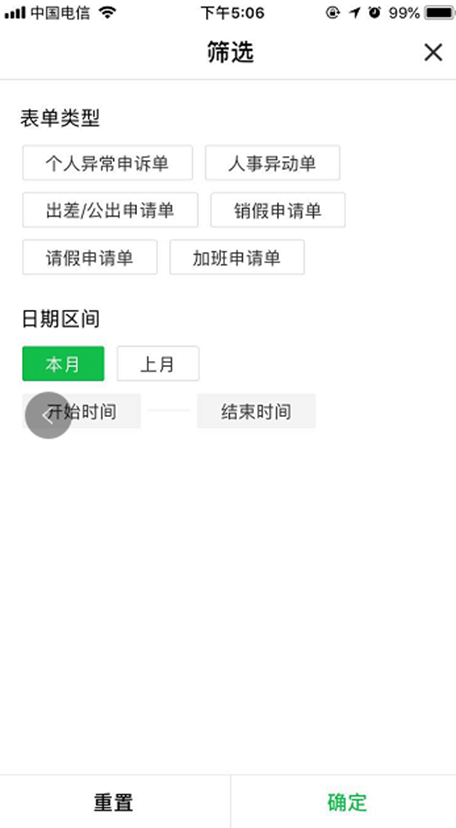 中国电信 下午5:06 99%
筛选
表单类型
个人异常申诉单 人事异动单
出差/公出申请单 销假申请单
请假申请单 加班申请单
日期区间
本月 上月
开始时间 结束时间
重置 确定